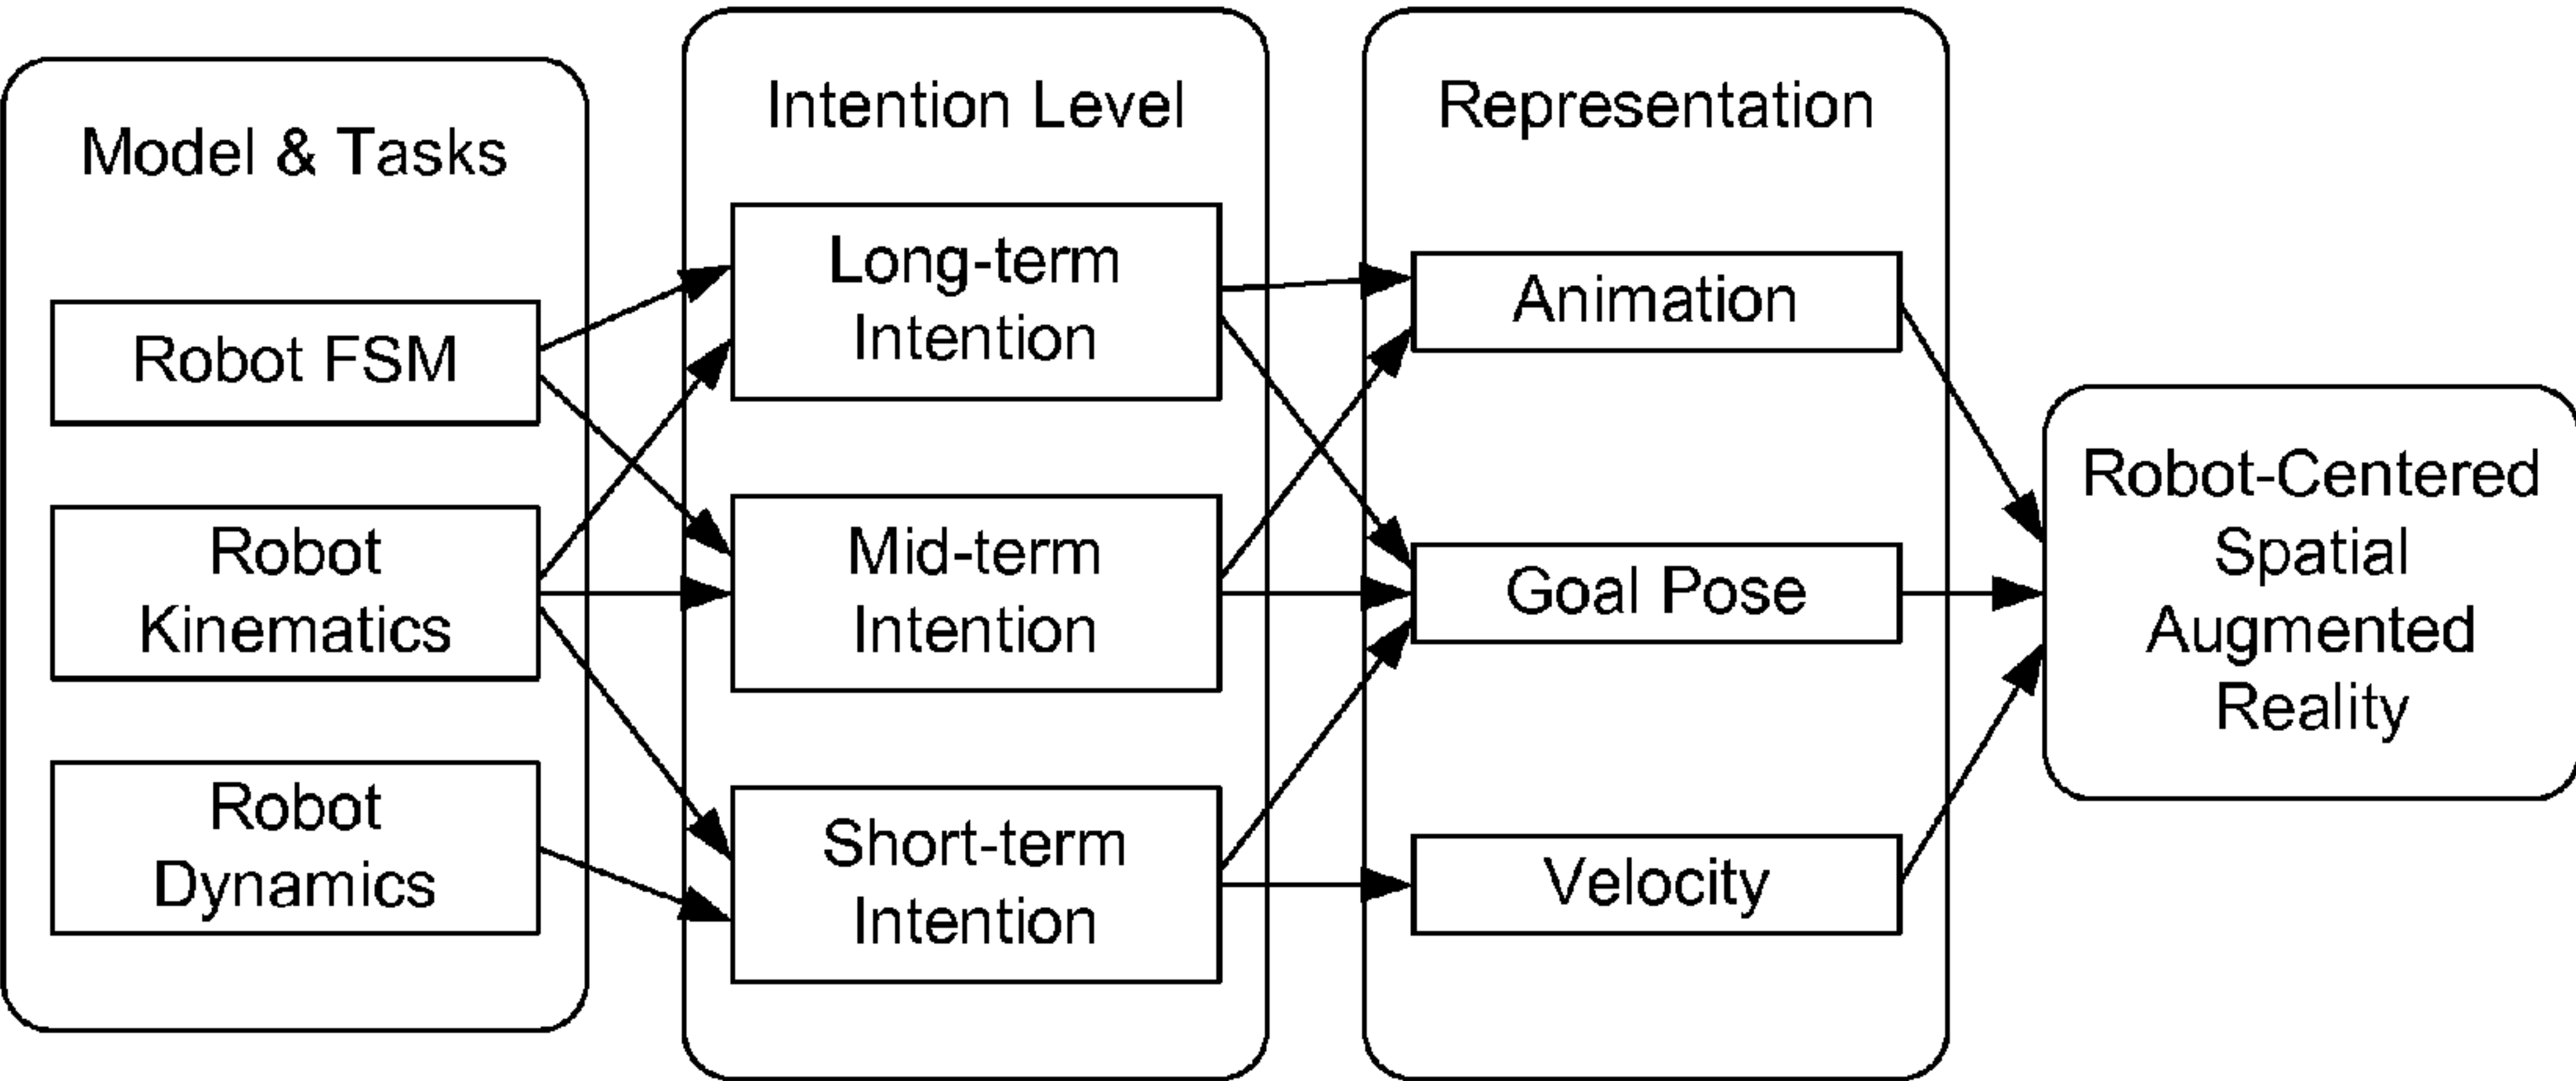 Model & Tasks
Robot FSM
Robot
Kinematics
Robot
Dynamics
Intention Level
Long-term
Intention
Mid-term
Intention
Short-term
Intention
Representation
Animation
Goal Pose
Velocity
Robot-Centered
Spatial
Augmented
Reality